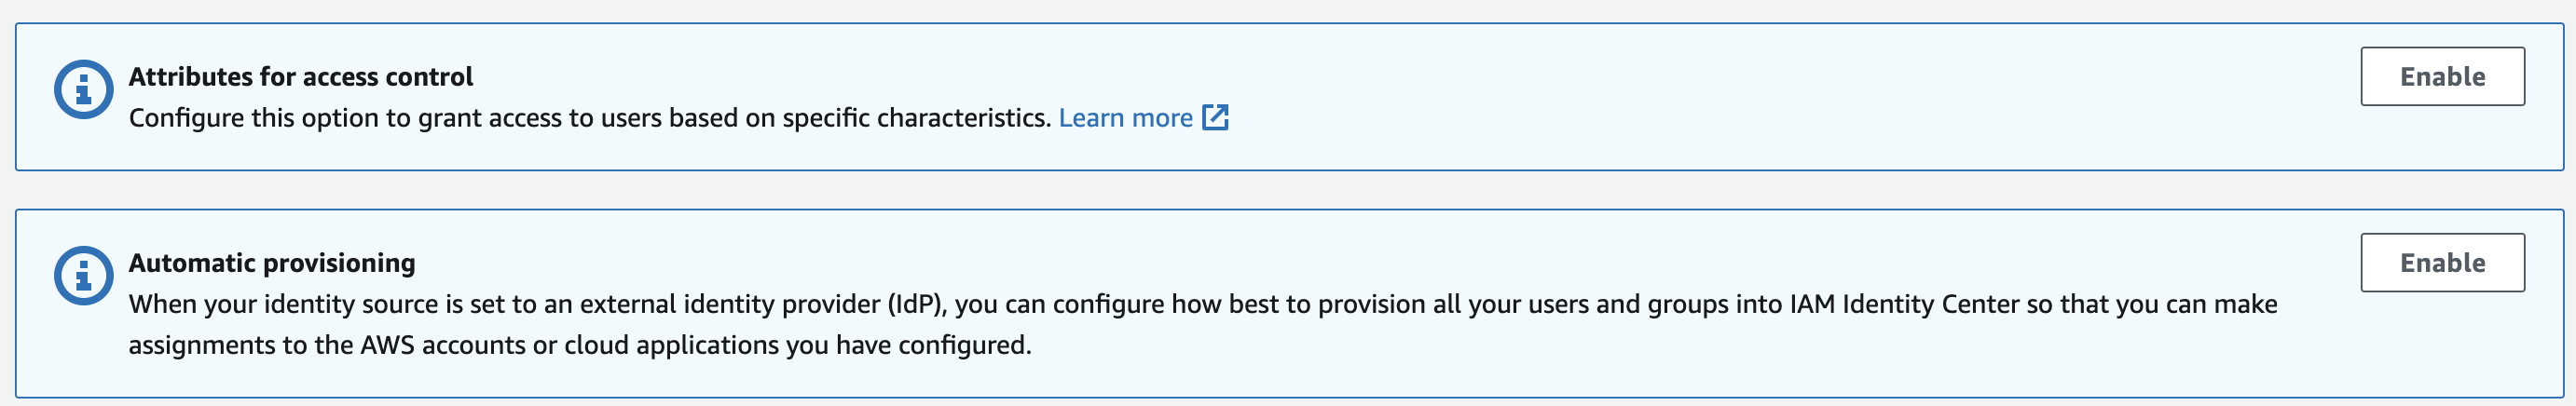 Attributes for access control
Enable
Configure this option to grant access to users based on specific characteristics. Learn more
Automatic provisioning
Enable
When your identity source is set to an external identity provider (IdP), you can configure how best to provision all your users and groups into IAM Identity Center so that you can make
assignments to the AWS accounts or cloud applications you have configured.